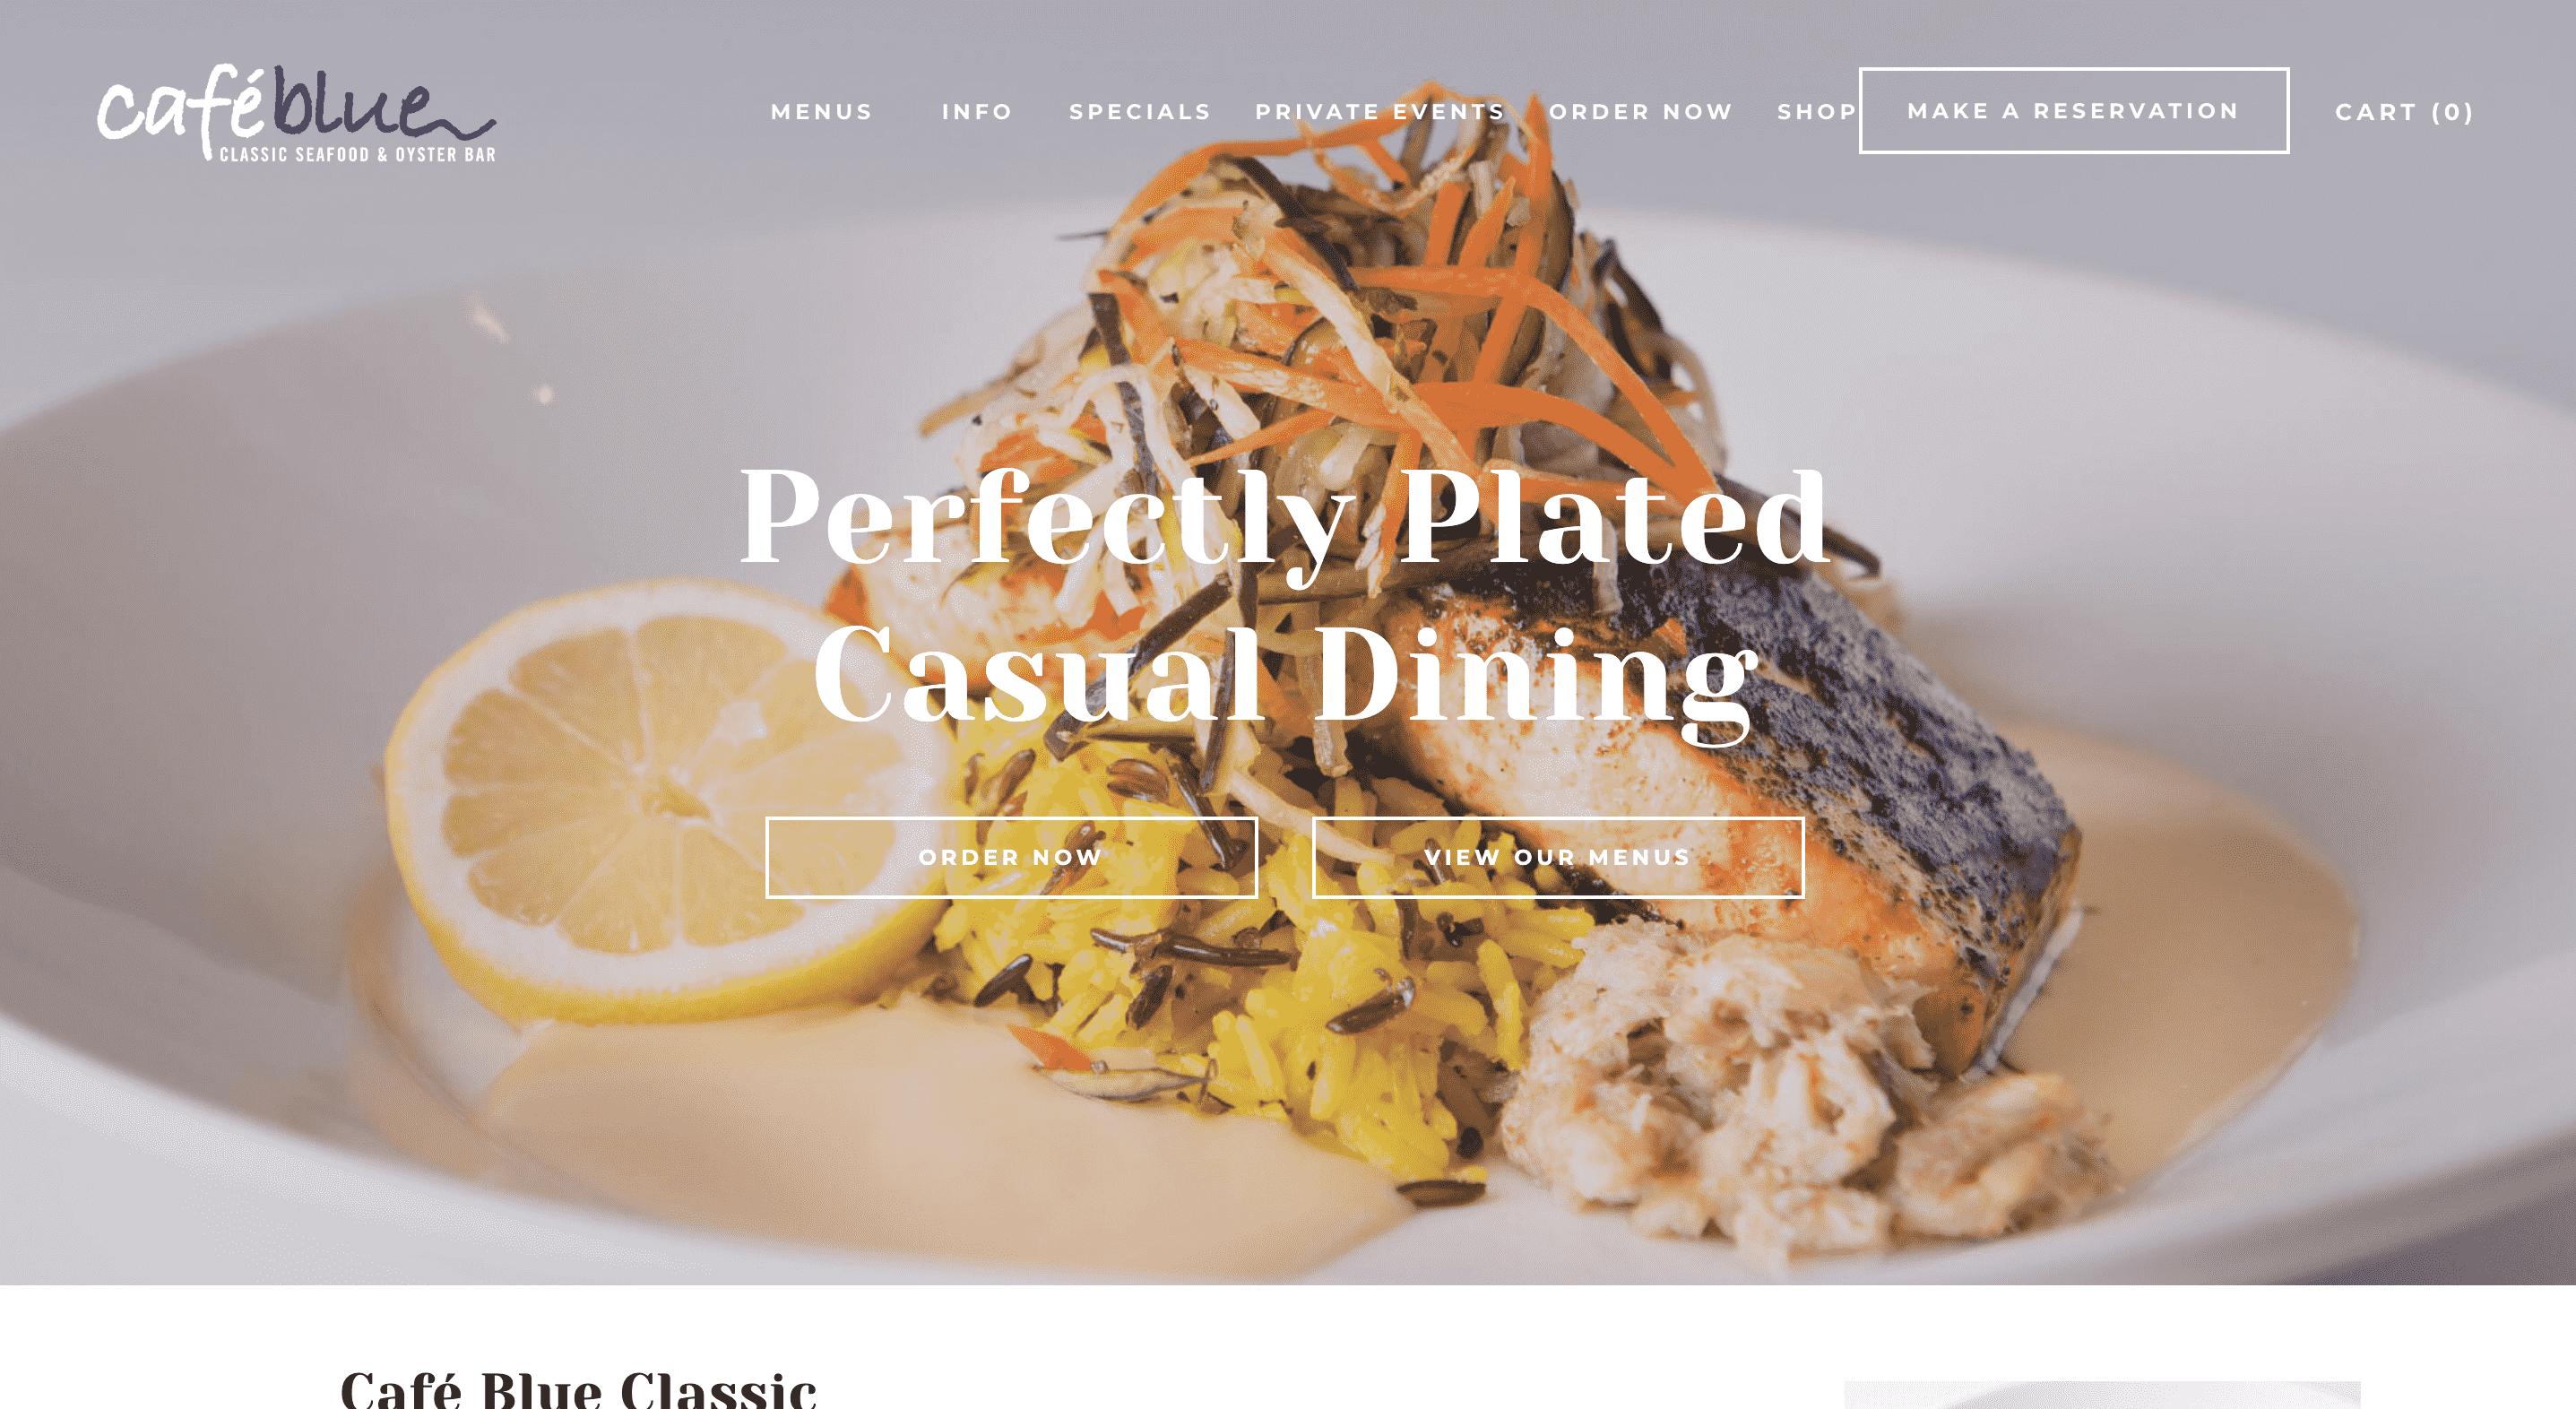 caféblue
CLASSIC SEAFOOD & OYSTER BAR
MENUS INFO SPECIALS PRIVATE EVENTS ORDER NOW SHOP MAKE A RESERVATION CART (0)
Perfectly Plated
Casual Dining
ORDER NOW VIEW OUR MENUS
Café Blue Classic